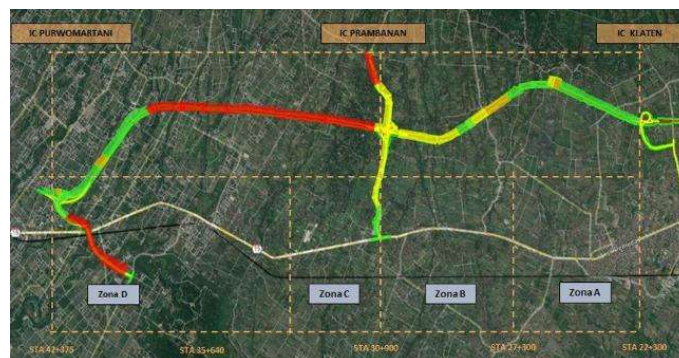 IC PURWOMARTANI
IC PRAMBANAN
IC KLATEN
Zona D
Zona C
Zona B
Zona A
STA 42+375
STA 35+640
STA 30+900
STA 27+300
STA 22+300